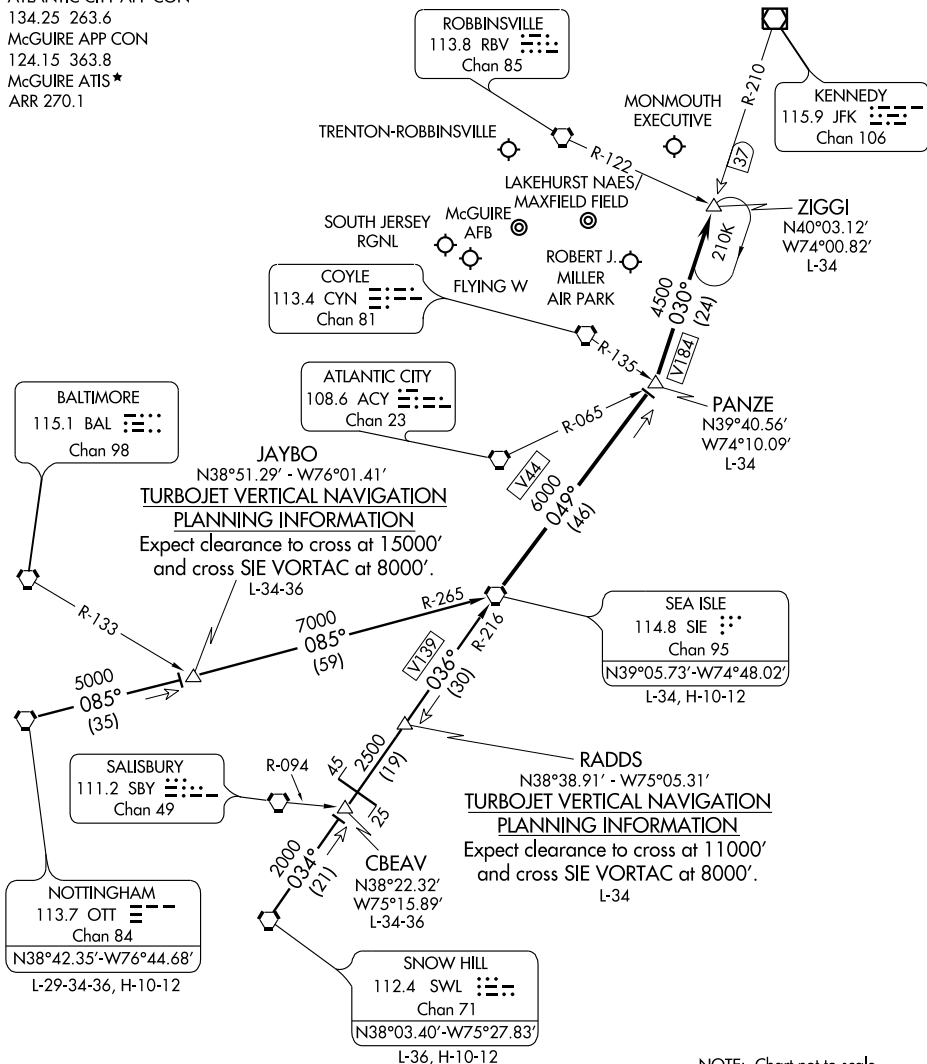 ATLANTIC CITY APP CON
134.25 263.6
McGUIRE APP CON
124.15 363.8
McGUIRE ATIS★
ARR 270.1
ROBBINSVILLE
113.8 RBV
Chan 85
R-210
KENNEDY
115.9 JFK
Chan 106
MONMOUTH
EXECUTIVE
TRENTON-ROBBINSVILLE
R-122
37
LAKEHURST NAES/
MAXFIELD FIELD
ZIGGI
N40°03.12'
W74°00.82'
L-34
SOUTH JERSEY
RGNL
McGUIRE
AFB
210K
FLYING W
ROBERT J.
MILLER
AIR PARK
COYLE
113.4 CYN
Chan 81
4500
030°
(24)
R-135
V184
ATLANTIC CITY
108.6 ACY
Chan 23
R-065
PANZE
N39°40.56'
W74°10.09'
L-34
BALTIMORE
115.1 BAL
Chan 98
JAYBO
N38°51.29' - W76°01.41'
TURBOJET VERTICAL NAVIGATION
PLANNING INFORMATION
Expect clearance to cross at 15000'
and cross SIE VORTAC at 8000'.
L-34-36
V44
6000
049°
(46)
R-133
R-265
7000
085°
(59)
SEA ISLE
114.8 SIE
Chan 95
N39°05.73'-W74°48.02'
L-34, H-10-12
R-216
V139
036°
(30)
5000
085°
(35)
RADDS
N38°38.91' - W75°05.31'
TURBOJET VERTICAL NAVIGATION
PLANNING INFORMATION
Expect clearance to cross at 11000'
and cross SIE VORTAC at 8000'.
L-34
SALISBURY
111.2 SBY
Chan 49
R-094
45
2500
(19)
25
CBEAV
N38°22.32'
W75°15.89'
L-34-36
2000
034°
(21)
NOTTINGHAM
113.7 OTT
Chan 84
N38°42.35'-W76°44.68'
L-29-34-36, H-10-12
SNOW HILL
112.4 SWL
Chan 71
N38°03.40'-W75°27.83'
L-36, H-10-12
NOTE: Chart not to scale